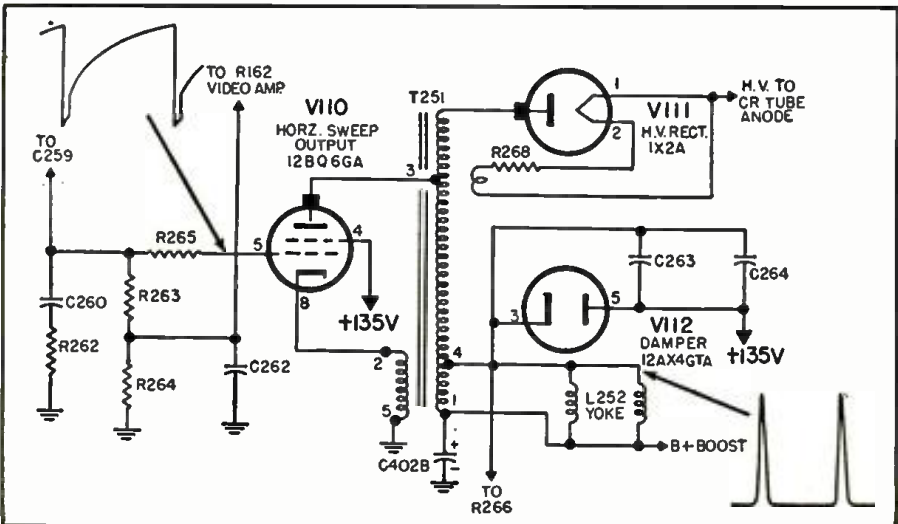 TO R162
VIDEO AMP.
TO
C259
V110
HORZ. SWEEP
OUTPUT
12BQ6GA
T251
3
1
2
V111
H.V. RECT.
1X2A
H.V. TO
CR TUBE
ANODE
R268
R265
5
4
8
+135V
C260
R263
R262
R264
C262
2
5
C402B
+
-
4
1
3
5
C263
C264
V112
DAMPER
12AX4GTA
+135V
L252
YOKE
B+BOOST
TO
R266